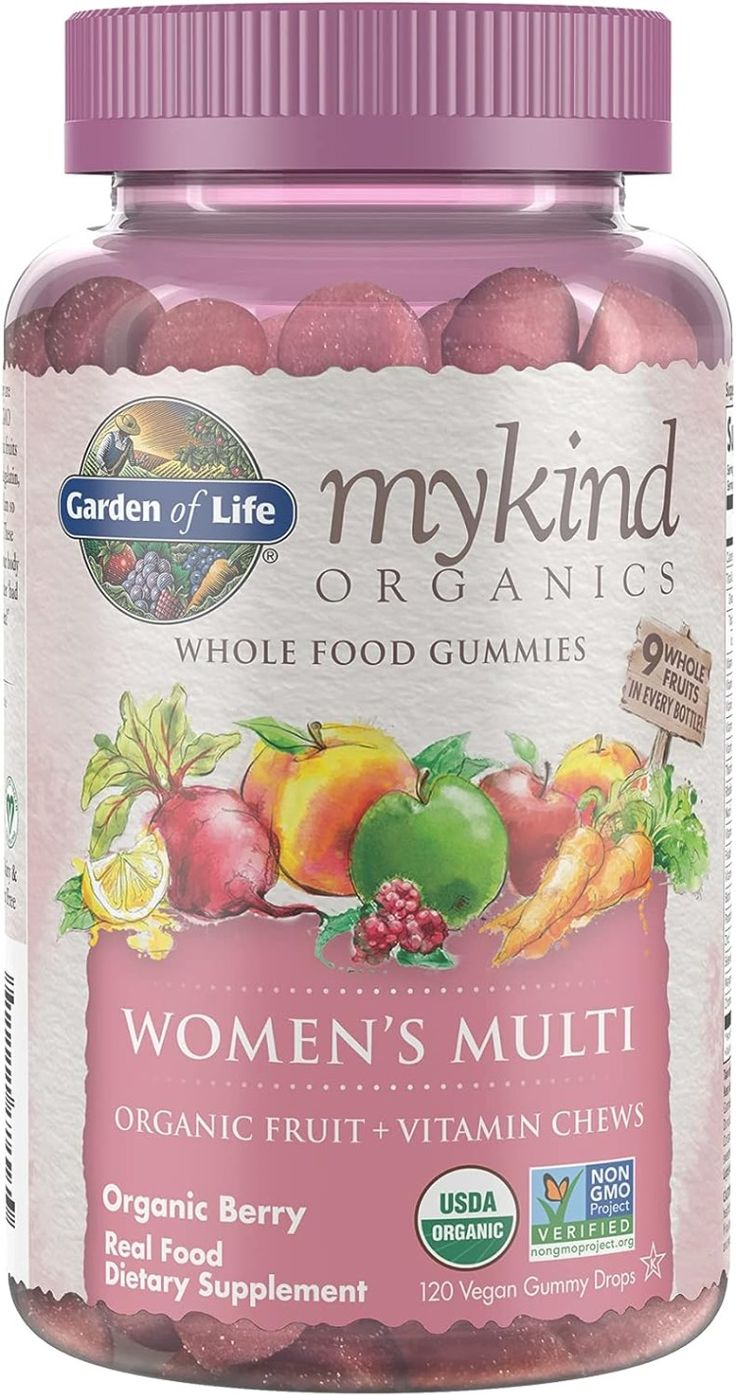 Garden of Life
®
mykind
ORGANICS
WHOLE FOOD GUMMIES
9 WHOLE
FRUITS
IN EVERY BOTTLE!
WOMEN'S MULTI
ORGANIC FRUIT + VITAMIN CHEWS
Organic Berry
Real Food
Dietary Supplement
USDA
ORGANIC
NON
GMO
Project
VERIFIED
nongmoproject.org
120 Vegan Gummy Drops
K